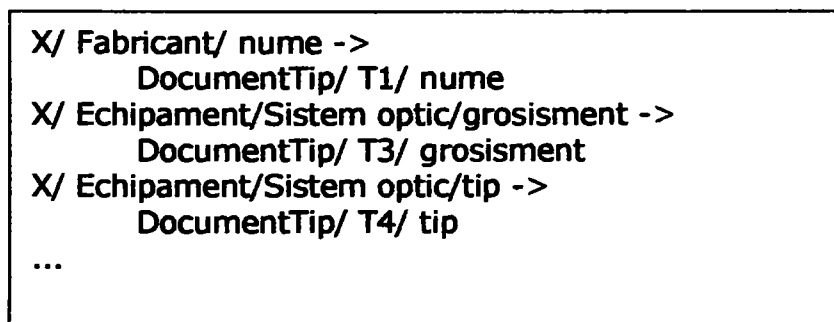 X/ Fabricant/ nume ->
DocumentTip/ T1/ nume
X/ Echipament/Sistem optic/grosisment ->
DocumentTip/ T3/ grosisment
X/ Echipament/Sistem optic/tip ->
DocumentTip/ T4/ tip
...